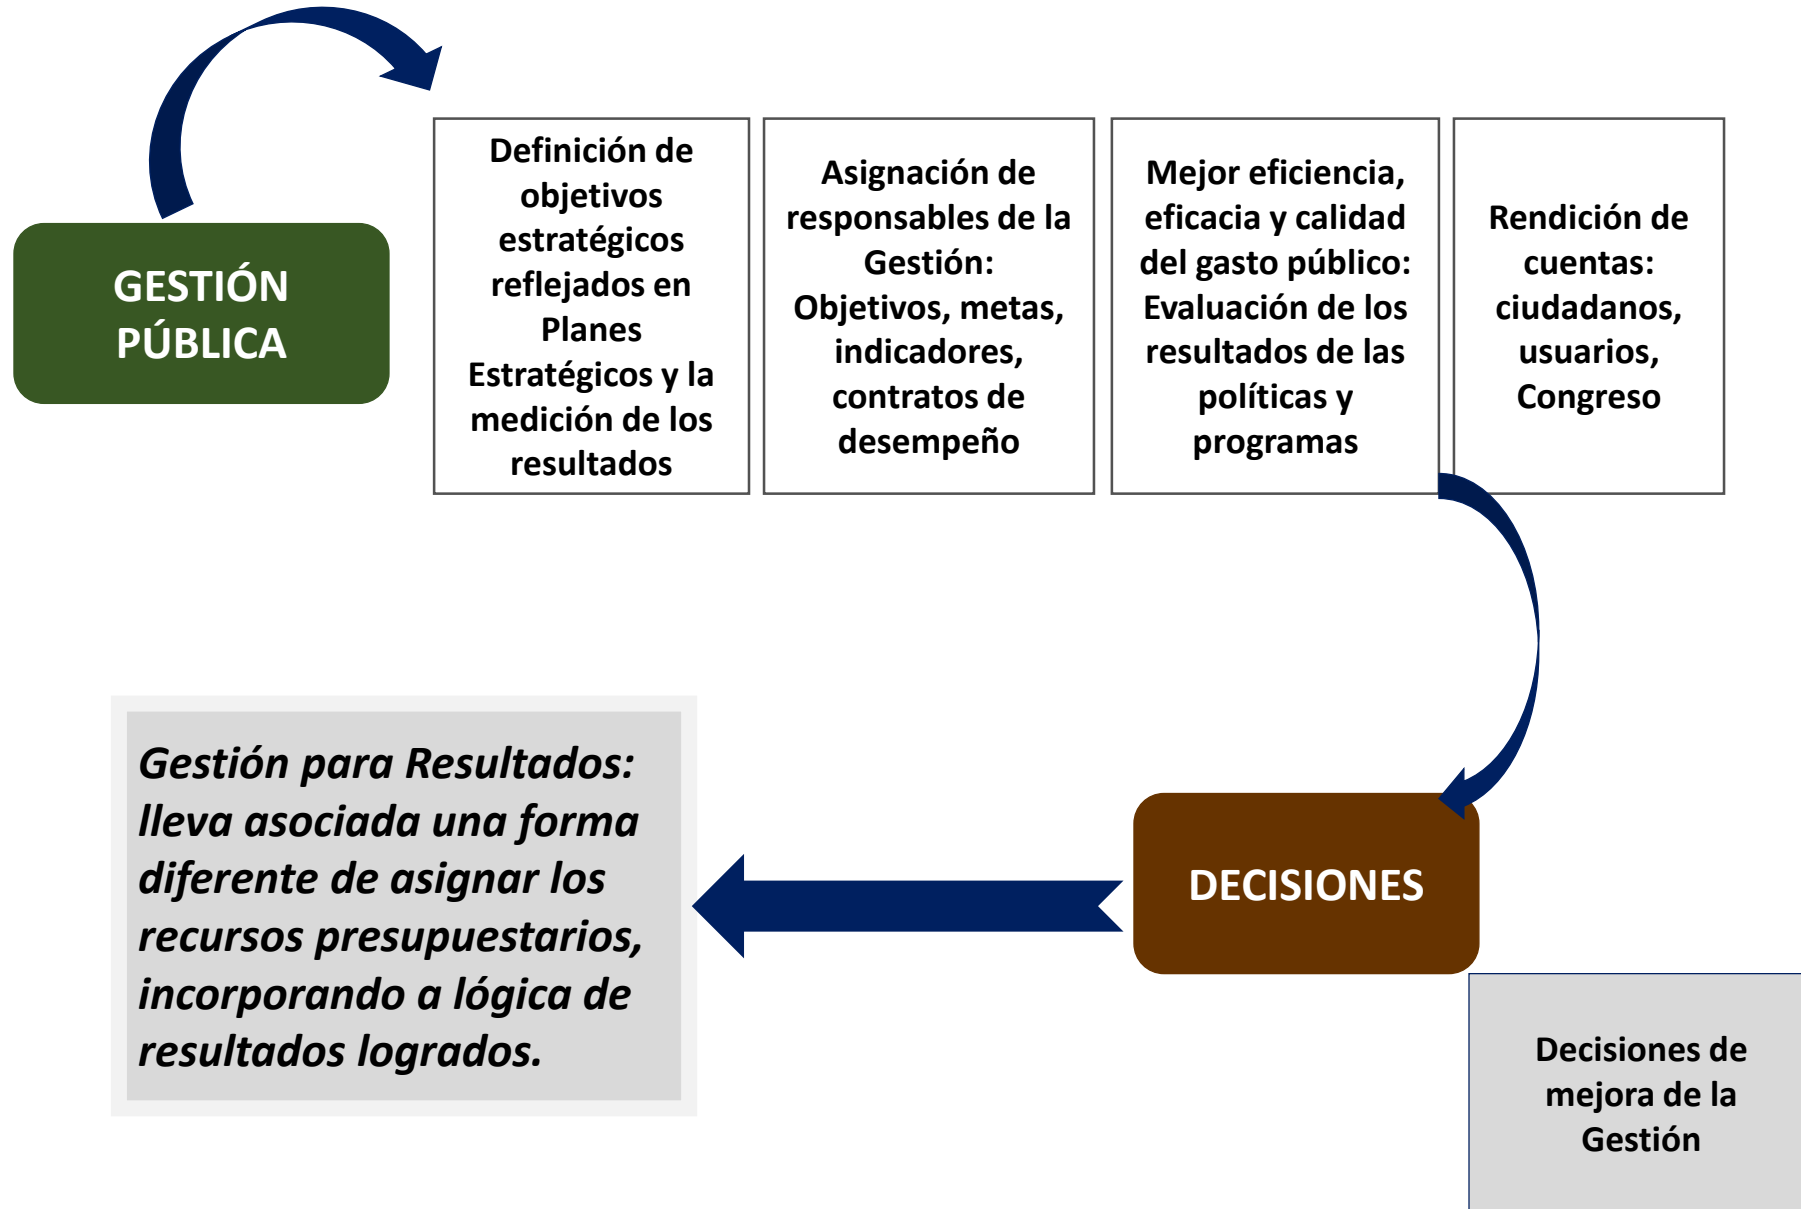 GESTIÓN
PÚBLICA
Definición de
objetivos
estratégicos
reflejados en
Planes
Estratégicos y la
medición de los
resultados
Asignación de
responsables de la
Gestión:
Objetivos, metas,
indicadores,
contratos de
desempeño
Mejor eficiencia,
eficacia y calidad
del gasto público:
Evaluación de los
resultados de las
políticas y
programas
Rendición de
cuentas:
ciudadanos,
usuarios,
Congreso
DECISIONES
Decisiones de
mejora de la
Gestión
Gestión para Resultados:
lleva asociada una forma
diferente de asignar los
recursos presupuestarios,
incorporando a lógica de
resultados logrados.